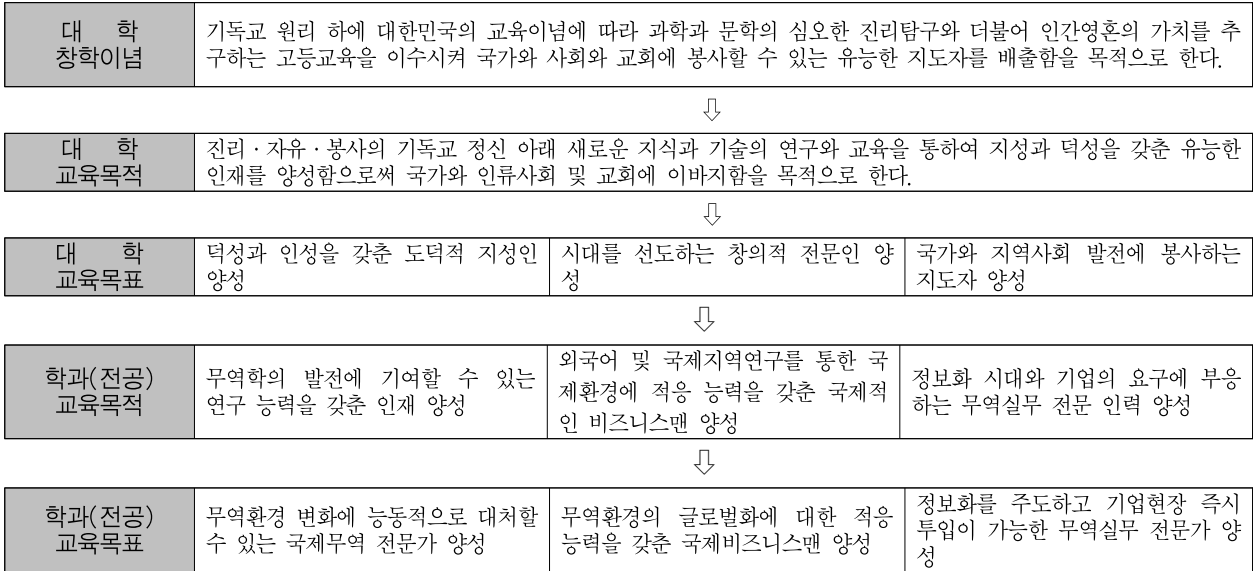 대 학
창학이념
기독교 원리 하에 대한민국의 교육이념에 따라 과학과 문학의 심오한 진리탐구와 더불어 인간영혼의 가치를 추
구하는 고등교육을 이수시켜 국가와 사회와 교회에 봉사할 수 있는 유능한 지도자를 배출함을 목적으로 한다.
⇩
대 학
교육목적
진리·자유·봉사의 기독교 정신 아래 새로운 지식과 기술의 연구와 교육을 통하여 지성과 덕성을 갖춘 유능한
인재를 양성함으로써 국가와 인류사회 및 교회에 이바지함을 목적으로 한다.
⇩
대 학
교육목표
덕성과 인성을 갖춘 도덕적 지성인
양성
시대를 선도하는 창의적 전문인 양
성
국가와 지역사회 발전에 봉사하는
지도자 양성
⇩
학과(전공)
교육목적
무역학의 발전에 기여할 수 있는
연구 능력을 갖춘 인재 양성
외국어 및 국제지역연구를 통한 국
제환경에 적응 능력을 갖춘 국제적
인 비즈니스맨 양성
정보화 시대와 기업의 요구에 부응
하는 무역실무 전문 인력 양성
⇩
학과(전공)
교육목표
무역환경 변화에 능동적으로 대처할
수 있는 국제무역 전문가 양성
무역환경의 글로벌화에 대한 적응
능력을 갖춘 국제비즈니스맨 양성
정보화를 주도하고 기업현장 즉시
투입이 가능한 무역실무 전문가 양
성